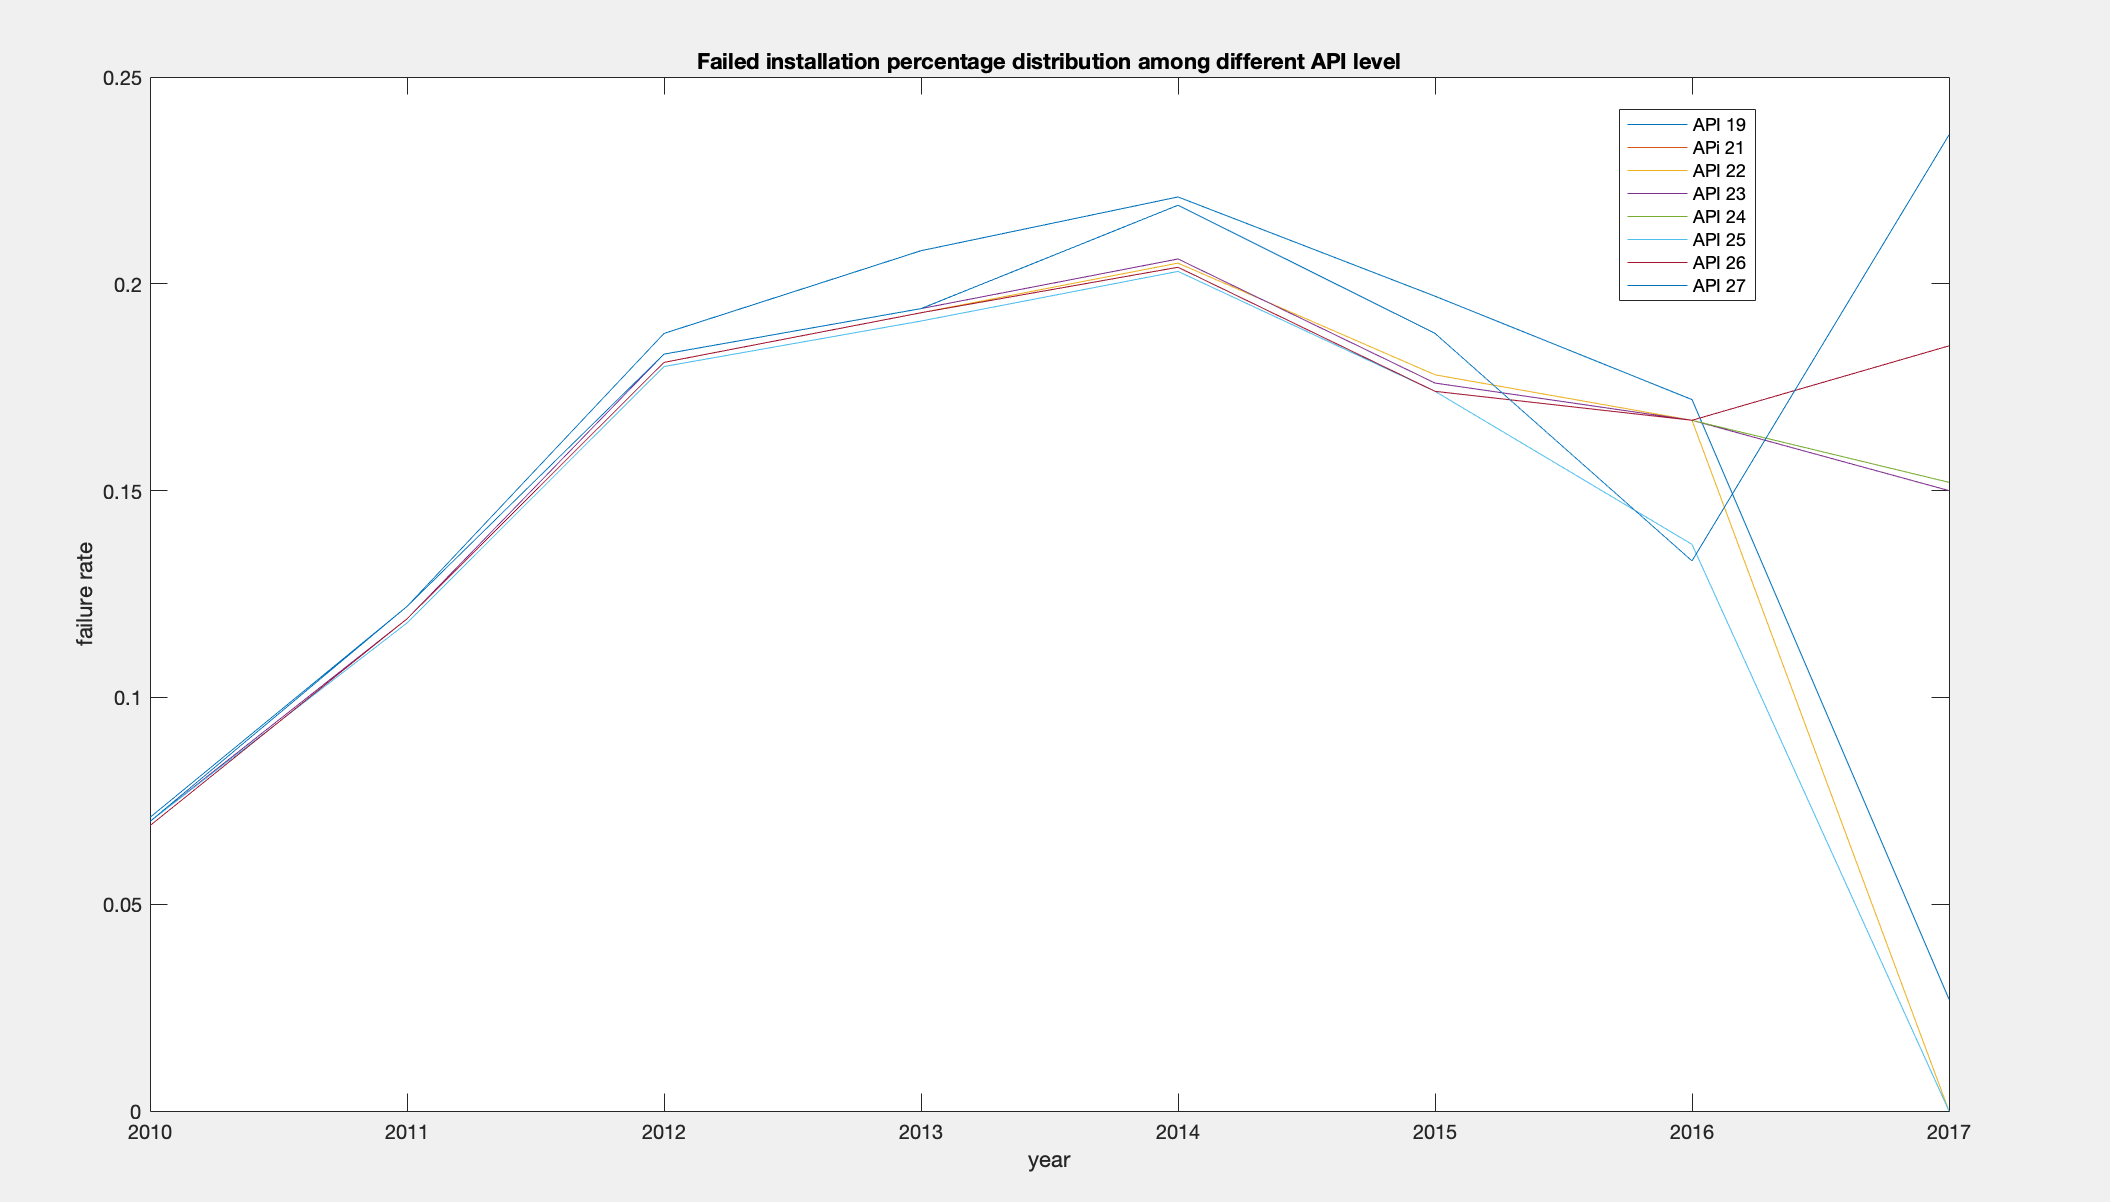 Failed installation percentage distribution among different API level
0.25
0.2
0.15
0.1
0.05
0
failure rate
API 19
APi 21
API 22
API 23
API 24
API 25
API 26
API 27
2010 2011 2012 2013 2014 2015 2016 2017
year